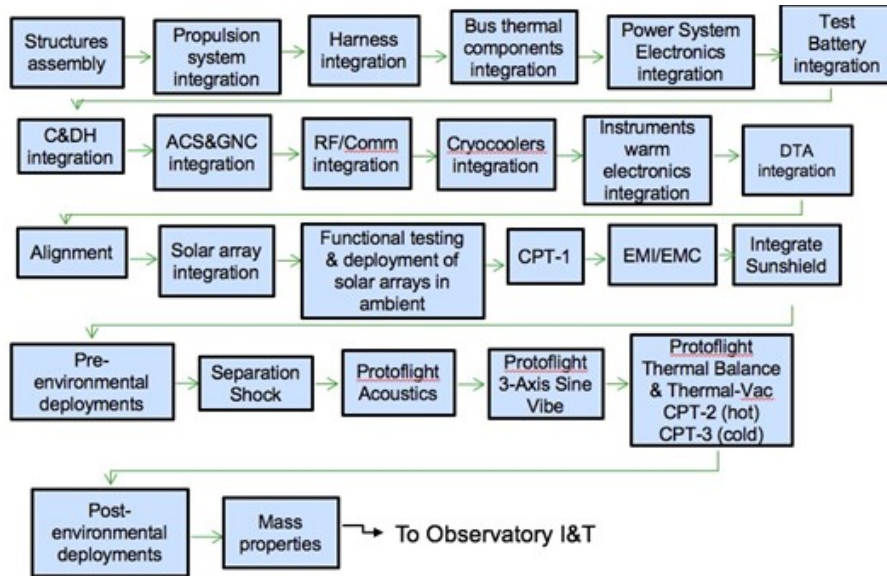 Structures
assembly
Propulsion
system
integration
Harness
integration
Bus thermal
components
integration
Power System
Electronics
integration
Test
Battery
integration
C&DH
integration
ACS&GNC
integration
RF/Comm
integration
Cryocoolers
integration
Instruments
warm
electronics
integration
DTA
integration
Alignment
Solar array
integration
Functional testing
& deployment of
solar arrays in
ambient
CPT-1
EMI/EMC
Integrate
Sunshield
Pre-
environmental
deployments
Separation
Shock
Protoflight
Acoustics
Protoflight
3-Axis Sine
Vibe
Protoflight
Thermal Balance
& Thermal-Vac
CPT-2 (hot)
CPT-3 (cold)
Post-
environmental
deployments
Mass
properties
To Observatory I&T